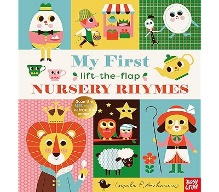 My First
lift-the-flap
NURSERY RHYMES
nosy
crow